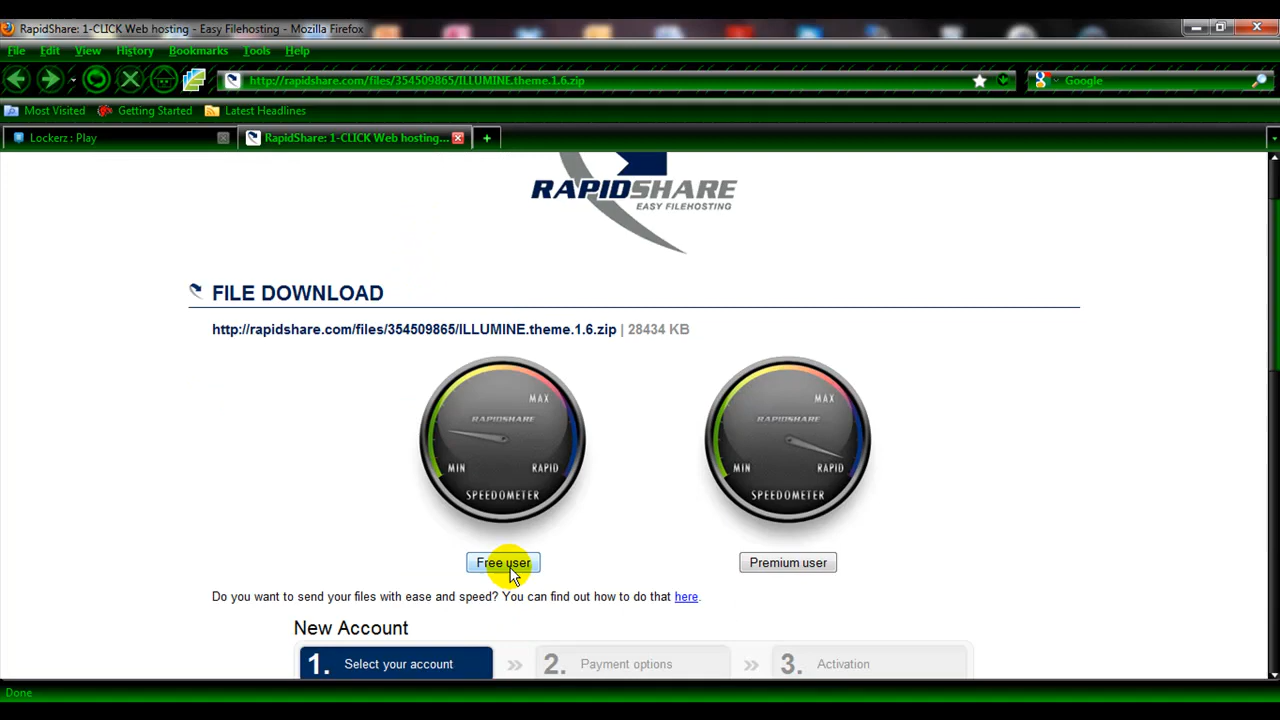 RapidShare: 1-CLICK Web hosting - Easy Filehosting - Mozilla Firefox
File Edit View History Bookmarks Tools Help
http://rapidshare.com/files/354509865/ILLUMINE.theme.1.6.zip
Google
Most Visited Getting Started Latest Headlines
Lockerz : Play
RapidShare: 1-CLICK Web hosting...
RAPIDSHARE
EASY FILEHOSTING
FILE DOWNLOAD
http://rapidshare.com/files/354509865/ILLUMINE.theme.1.6.zip | 28434 KB
MAX
RAPIDSHARE
MIN RAPID
SPEEDOMETER
MAX
RAPIDSHARE
MIN RAPID
SPEEDOMETER
Free user
Premium user
Do you want to send your files with ease and speed? You can find out how to do that here.
New Account
1. Select your account » 2. Payment options » 3. Activation
Done